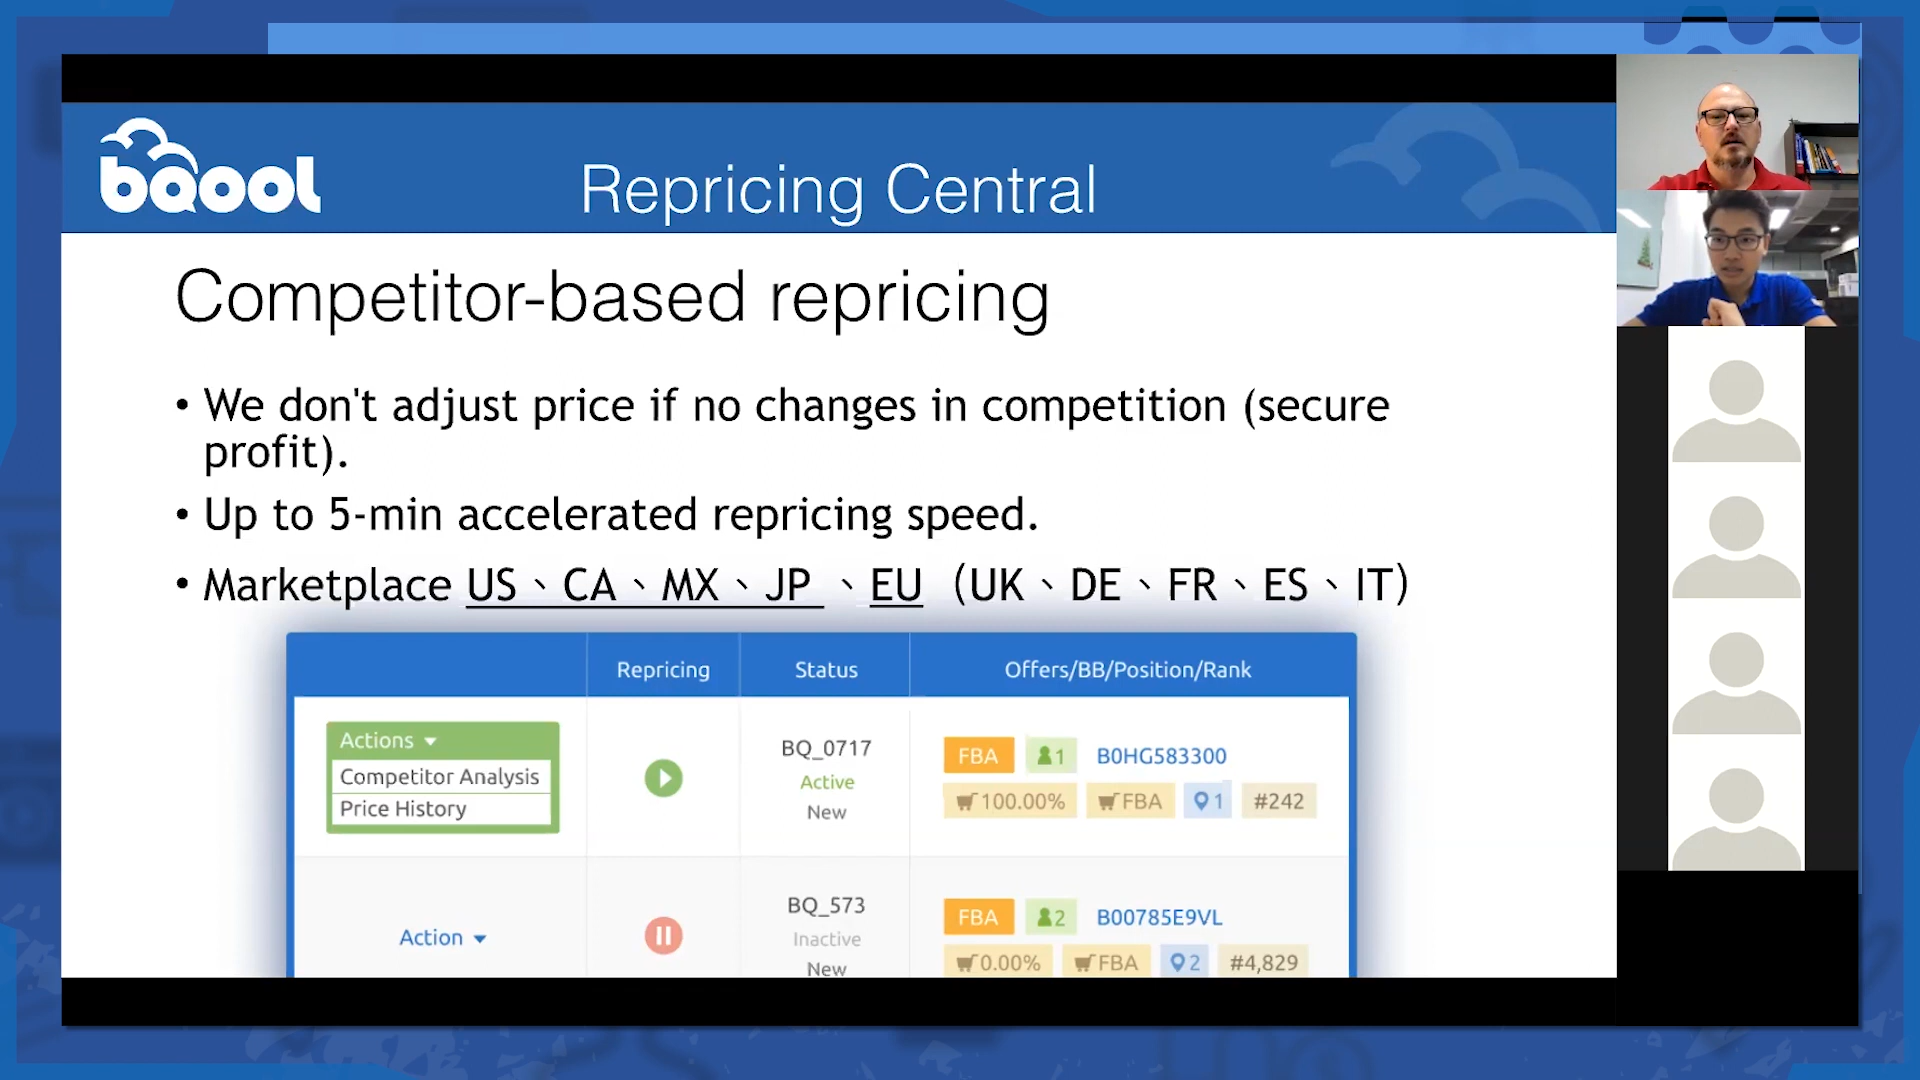 bqool
Repricing Central
Competitor-based repricing
• We don't adjust price if no changes in competition (secure
profit).
• Up to 5-min accelerated repricing speed.
• Marketplace US、CA、MX、JP 、EU (UK、DE、FR、ES、IT)
Repricing Status Offers/BB/Position/Rank
Actions
Competitor Analysis
Price History
BQ_0717
Active
New
FBA 1 B0HG583300
100.00% FBA 1 #242
Action
BQ_573
Inactive
New
FBA 2 B00785E9VL
0.00% FBA 2 #4,829